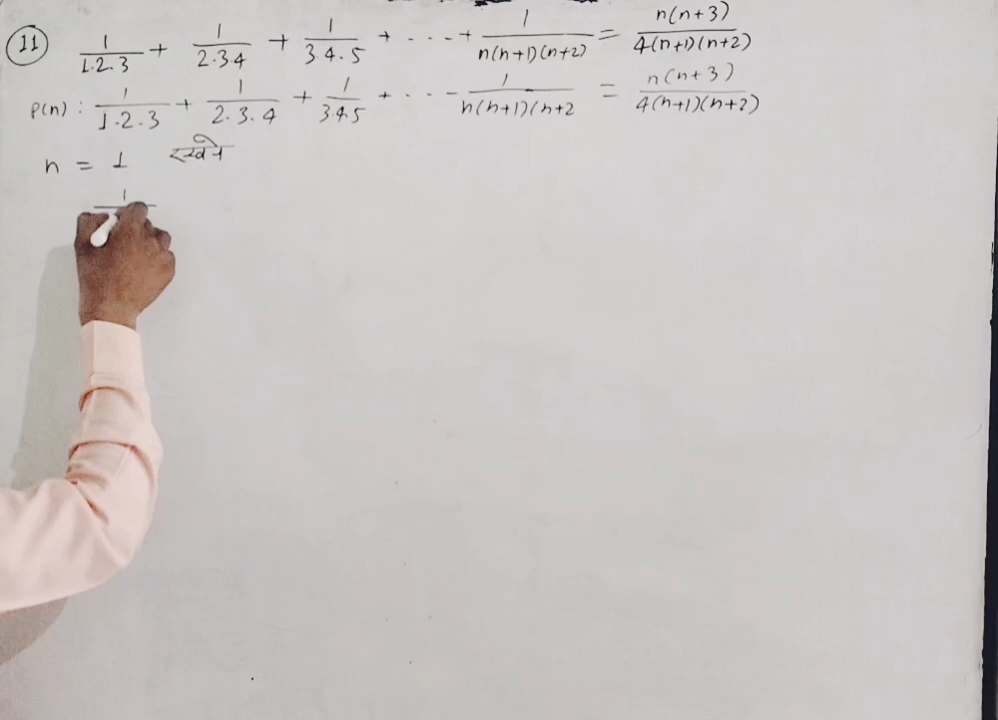 11 1/1.2.3 + 1/2.3.4 + 1/3.4.5 + ....+ 1/n(n+1)(n+2) = n(n+3)/4(n+1)(n+2)
P(n) : 1/1.2.3 + 1/2.3.4 + 1/3.4.5 + ... - 1/n(n+1)(n+2 = n(n+3)/4(n+1)(n+2)
n = 1 रखने
1